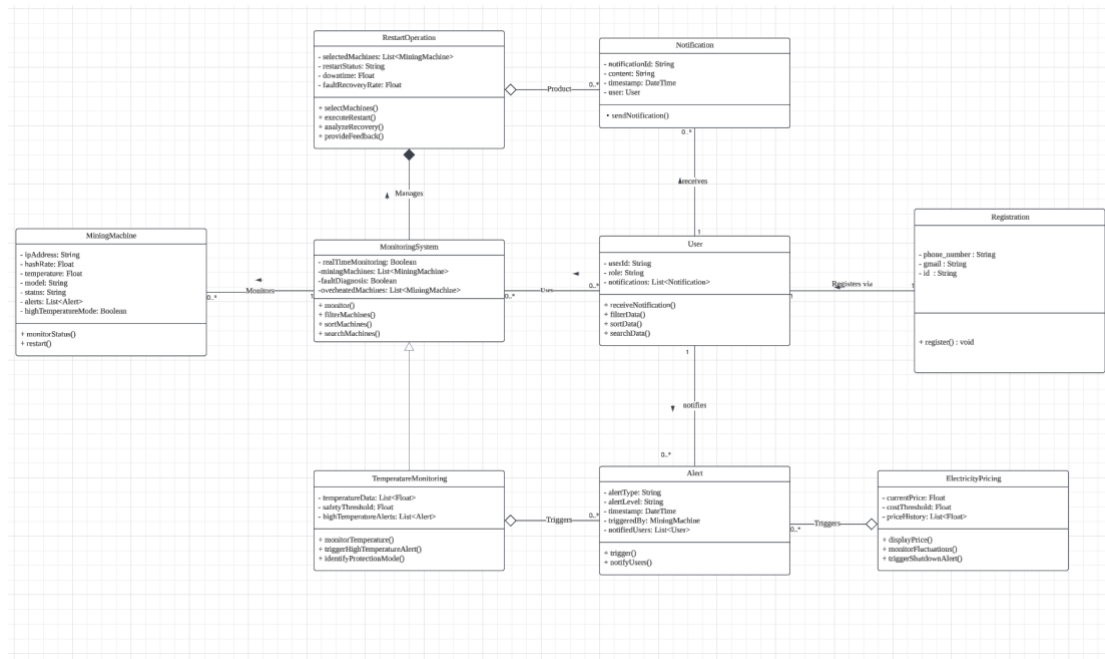 RestartOperation
- selectedMachines: List<MiningMachine>
- restartStatus: String
- downtime: Float
- faultRecoveryRate: Float
+ selectMachines()
+ executeRestart()
+ analyzeRecovery()
+ provideFeedback()
Product
0..*
Notification
- notificationId: String
- content: String
- timestamp: DateTime
- user: User
• sendNotification()
0..*
receives
1
Manages
MiningMachine
- ipAddress: String
- hashRate: Float
- temperature: Float
- model: String
- status: String
- alerts: List<Alert>
- highTemperatureMode: Boolean
+ monitorStatus()
+ restart()
0..*
Monitors
1
MonitoringSystem
- realTimeMonitoring: Boolean
-miningMachines: List<MiningMachine>
-faultDiagnosis: Boolean
-overheatedMachines: List<MiningMachine>
+ monitor()
+ filterMachines()
+ sortMachines()
+ searchMachines()
0..*
Uses
0..*
User
- userId: String
- role: String
- notifications: List<Notification>
+ receiveNotification()
+ filterData()
+ sortData()
+ searchData()
1
Registers via
1
Registration
- phone_number : String
- gmail : String
- id : String
+ register() : void
1
notifies
0..*
TemperatureMonitoring
- temperatureData: List<Float>
- safetyThreshold: Float
- highTemperatureAlerts: List<Alert>
+ monitorTemperature()
+ triggerHighTemperatureAlert()
+ identifyProtectionMode()
Triggers
0..*
Alert
- alertType: String
- alertLevel: String
- timestamp: DateTime
- triggeredBy: MiningMachine
- notifiedUsers: List<User>
+ trigger()
+ notifyUsers()
0..*
Triggers
ElectricityPricing
- currentPrice: Float
- costThreshold: Float
- priceHistory: List<Float>
+ displayPrice()
+ monitorFluctuations()
+ triggerShutdownAlert()